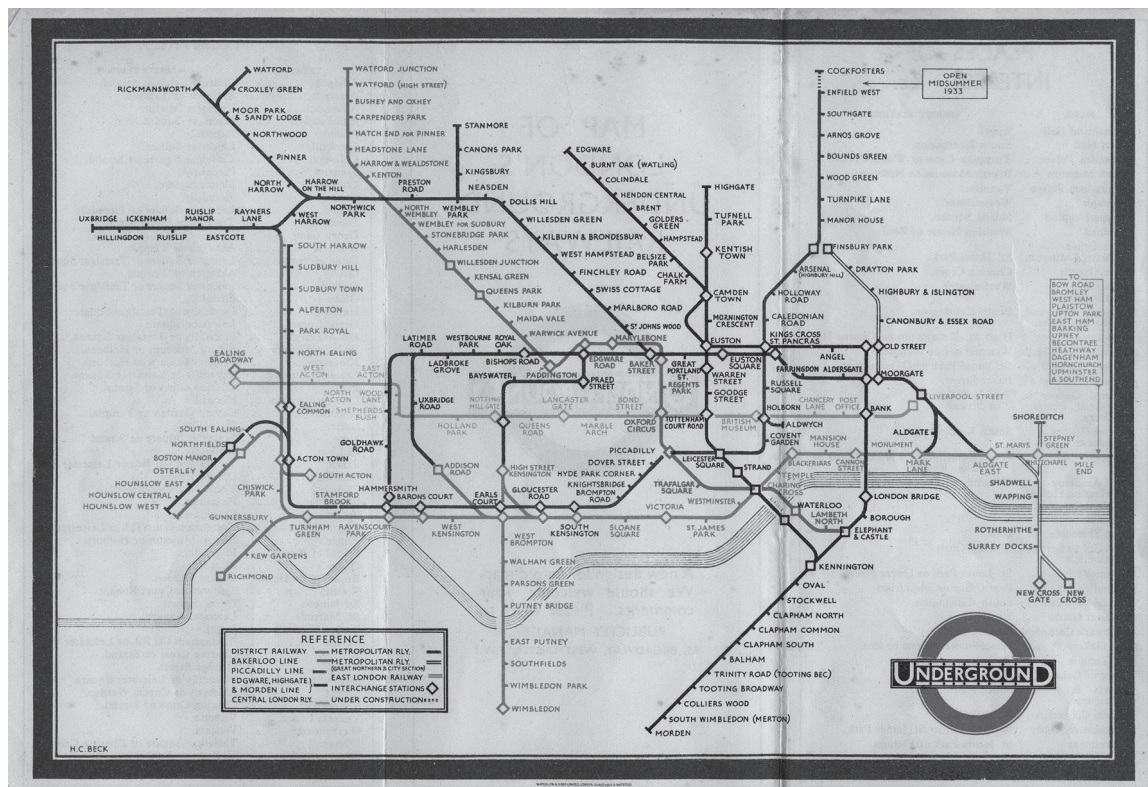 WATFORD
CROXLEY GREEN
RICKMANSWORTH
MOOR PARK
& SANDY LODGE
NORTHWOOD
PINNER
NORTH
HARROW
HARROW
ON THE HILL
NORTHWICK
PARK
PRESTON
ROAD
WEMBLEY
PARK
NEASDEN
STANMORE
CANONS PARK
KINGSBURY
WATFORD JUNCTION
WATFORD (HIGH STREET)
BUSHEY AND OXHEY
CARPENDERS PARK
HATCH END FOR PINNER
HEADSTONE LANE
HARROW & WEALDSTONE
KENTON
NORTH
WEMBLEY
WEMBLEY FOR SUDBURY
STONEBRIDGE PARK
HARLESDEN
WILLESDEN JUNCTION
KENSAL GREEN
QUEENS PARK
KILBURN PARK
MAIDA VALE
WARWICK AVENUE
MARYLEBONE
DOLLIS HILL
WILLESDEN GREEN
KILBURN & BRONDESBURY
WEST HAMPSTEAD
FINCHLEY ROAD
SWISS COTTAGE
MARLBORO ROAD
ST JOHNS WOOD
EDGWARE
BURNT OAK (WATLING)
COLINDALE
HENDON CENTRAL
BRENT
GOLDERS
GREEN
HAMPSTEAD
BELSIZE
PARK
CHALK
FARM
HIGHGATE
TUFNELL
PARK
KENTISH
TOWN
CAMDEN
TOWN
MORNINGTON
CRESCENT
EUSTON
COCKFOSTERS
OPEN
MIDSUMMER
1933
ENFIELD WEST
SOUTHGATE
ARNOS GROVE
BOUNDS GREEN
WOOD GREEN
TURNPIKE LANE
MANOR HOUSE
FINSBURY PARK
ARSENAL
(HIGHBURY HILL)
DRAYTON PARK
HOLLOWAY
ROAD
HIGHBURY & ISLINGTON
CALEDONIAN
ROAD
CANONBURY & ESSEX ROAD
KINGS CROSS
ST. PANCRAS
ANGEL
OLD STREET
MOORGATE
FARRINGDON
ALDERSGATE
TO
BOW ROAD
BROMLEY
WEST HAM
PLAISTOW
UPTON PARK
EAST HAM
BARKING
UPNEY
BECONTREE
HEATHWAY
DAGENHAM
HORNCHURCH
UPMINSTER
& SOUTHEND
UXBRIDGE
ICKENHAM
RUISLIP
MANOR
RAYNERS
LANE
HILLINGDON
RUISLIP
EASTCOTE
WEST
HARROW
SOUTH HARROW
SUDBURY HILL
SUDBURY TOWN
ALPERTON
PARK ROYAL
NORTH EALING
EALING
BROADWAY
WEST
ACTON
EAST
ACTON
NORTH
ACTON
WOOD
LANE
SHEPHERDS
BUSH
EALING
COMMON
SOUTH EALING
NORTHFIELDS
BOSTON MANOR
OSTERLEY
HOUNSLOW EAST
HOUNSLOW CENTRAL
HOUNSLOW WEST
ACTON TOWN
SOUTH ACTON
CHISWICK
PARK
GUNNERSBURY
KEW GARDENS
RICHMOND
TURNHAM
GREEN
STAMFORD
BROOK
RAVENSCOURT
PARK
HAMMERSMITH
GOLDHAWK
ROAD
UXBRIDGE
ROAD
LATIMER
ROAD
LADBROKE
GROVE
WESTBOURNE
PARK
ROYAL
OAK
BISHOPS ROAD
PADDINGTON
EDGWARE
ROAD
BAKER
STREET
GREAT
PORTLAND
ST.
REGENTS
PARK
EUSTON
SQUARE
WARREN
STREET
GOODGE
STREET
RUSSELL
SQUARE
BAYSWATER
PRAED
STREET
NOTTING
HILL GATE
HOLLAND
PARK
QUEENS
ROAD
LANCASTER
GATE
MARBLE
ARCH
BOND
STREET
OXFORD
CIRCUS
TOTTENHAM
COURT ROAD
BRITISH
MUSEUM
HOLBORN
ALDWYCH
COVENT
GARDEN
CHANCERY
LANE
POST
OFFICE
BANK
LIVERPOOL STREET
ALDGATE
ADDISON
ROAD
HIGH STREET
KENSINGTON
BARONS COURT
WEST
KENSINGTON
EARLS
COURT
GLOUCESTER
ROAD
SOUTH
KENSINGTON
BROMPTON
ROAD
KNIGHTSBRIDGE
HYDE PARK CORNER
DOVER STREET
PICCADILLY
LEICESTER
SQUARE
STRAND
TRAFALGAR
SQUARE
SLOANE
SQUARE
VICTORIA
ST. JAMES
PARK
WESTMINSTER
CHARING
CROSS
TEMPLE
BLACKFRIARS
MANSION
HOUSE
CANNON
STREET
MONUMENT
MARK
LANE
ALDGATE
EAST
ST. MARYS
WHITECHAPEL
STEPNEY
GREEN
MILE
END
SHOREDITCH
SHADWELL
WAPPING
ROTHERHITHE
SURREY DOCKS
NEW CROSS
GATE
NEW
CROSS
WATERLOO
LAMBETH
NORTH
LONDON BRIDGE
BOROUGH
ELEPHANT
& CASTLE
KENNINGTON
OVAL
STOCKWELL
CLAPHAM NORTH
CLAPHAM COMMON
CLAPHAM SOUTH
BALHAM
TRINITY ROAD (TOOTING BEC)
TOOTING BROADWAY
COLLIERS WOOD
SOUTH WIMBLEDON (MERTON)
MORDEN
WEST
BROMPTON
WALHAM GREEN
PARSONS GREEN
PUTNEY BRIDGE
EAST PUTNEY
SOUTHFIELDS
WIMBLEDON PARK
WIMBLEDON
REFERENCE
DISTRICT RAILWAY
BAKERLOO LINE
PICCADILLY LINE
EDGWARE, HIGHGATE
& MORDEN LINE
CENTRAL LONDON RLY.
METROPOLITAN RLY.
METROPOLITAN RLY.
(GREAT NORTHERN & CITY SECTION)
EAST LONDON RAILWAY
INTERCHANGE STATIONS
UNDER CONSTRUCTION
UNDERGROUND
H.C. BECK